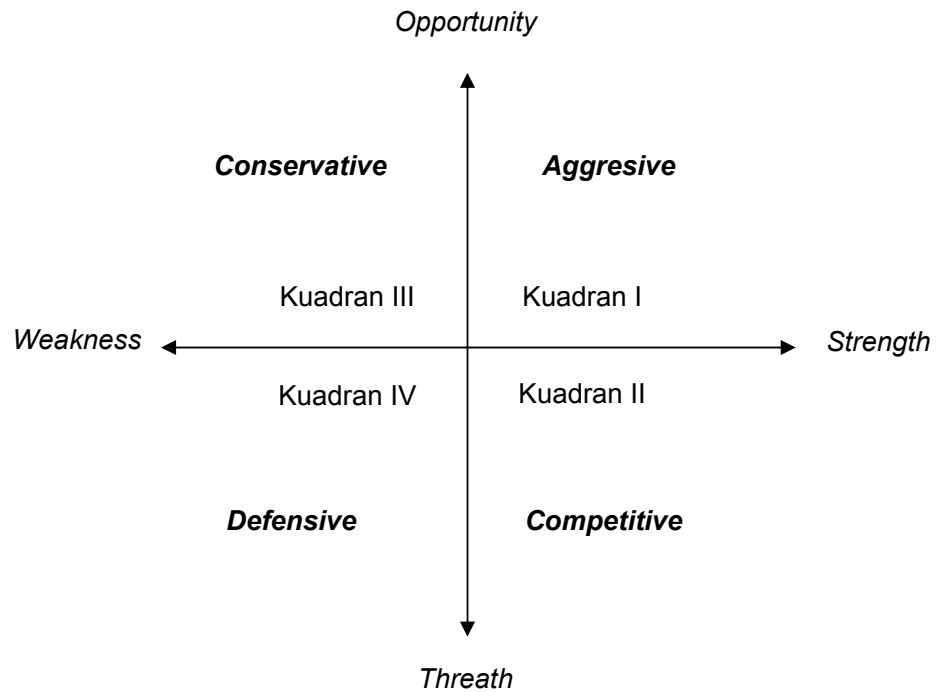 Opportunity
Conservative
Aggresive
Kuadran III
Kuadran I
Weakness
Strength
Kuadran IV
Kuadran II
Defensive
Competitive
Threath